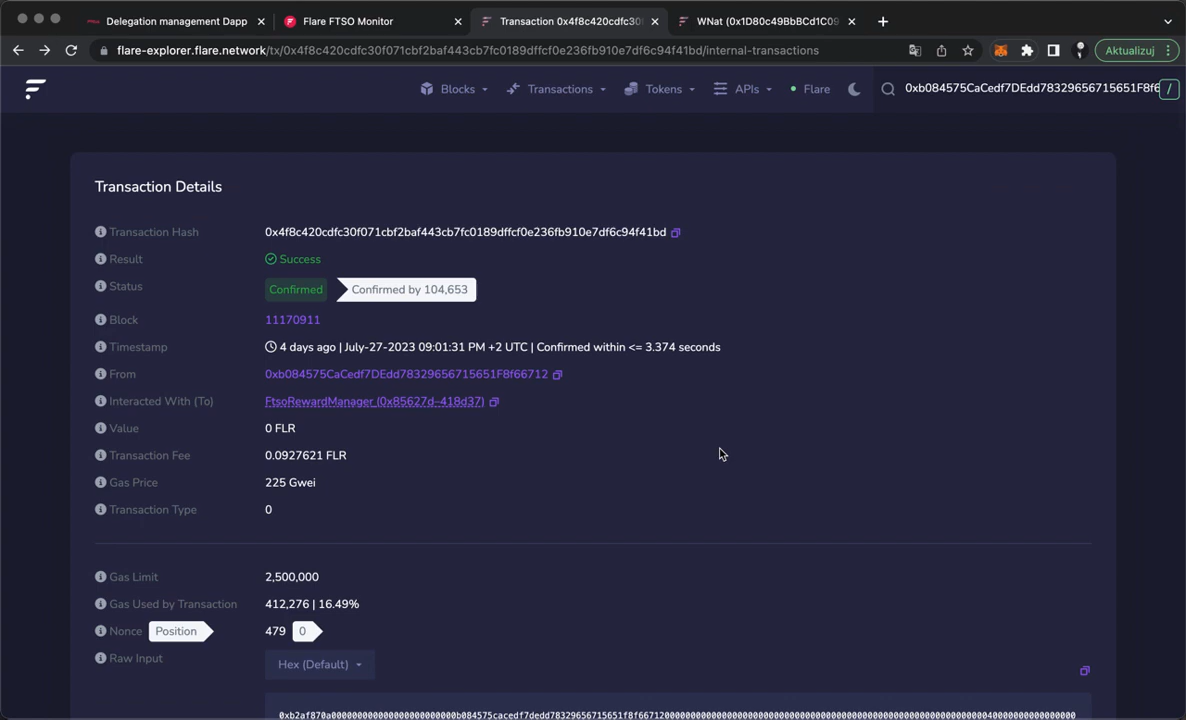 Delegation management Dapp
Flare FTSO Monitor
Transaction 0x4f8c420cdfc30
WNat (0x1D80c49BbBCd1C09
flare-explorer.flare.network/tx/0x4f8c420cdfc30f071cbf2baf443cb7fc0189dffcf0e236fb910e7df6c94f41bd/internal-transactions
Aktualizuj
Blocks
Transactions
Tokens
APIs
Flare
0xb084575CaCedf7DEdd78329656715651F8f6
/
Transaction Details
Transaction Hash
0x4f8c420cdfc30f071cbf2baf443cb7fc0189dffcf0e236fb910e7df6c94f41bd
Result
Success
Status
Confirmed
Confirmed by 104,653
Block
11170911
Timestamp
4 days ago | July-27-2023 09:01:31 PM +2 UTC | Confirmed within <= 3.374 seconds
From
0xb084575CaCedf7DEdd78329656715651F8f66712
Interacted With (To)
FtsoRewardManager (0x85627d–418d37)
Value
0 FLR
Transaction Fee
0.0927621 FLR
Gas Price
225 Gwei
Transaction Type
0
Gas Limit
2,500,000
Gas Used by Transaction
412,276 | 16.49%
Nonce
Position
479
0
Raw Input
Hex (Default)